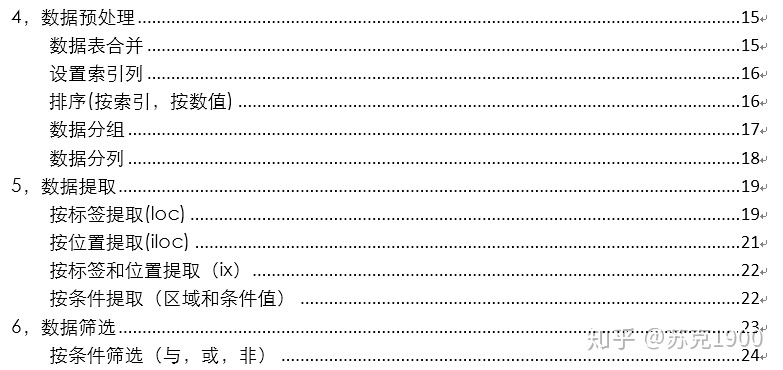 4，数据预处理........................15
数据表合并........................15
设置索引列........................16
排序(按索引，按数值)........................16
数据分组........................17
数据分列........................18
5，数据提取........................19
按标签提取(loc)........................19
按位置提取(iloc)........................21
按标签和位置提取（ix）........................22
按条件提取（区域和条件值）........................22
6，数据筛选........................23
按条件筛选（与，或，非）........................24
知乎 @苏克1900